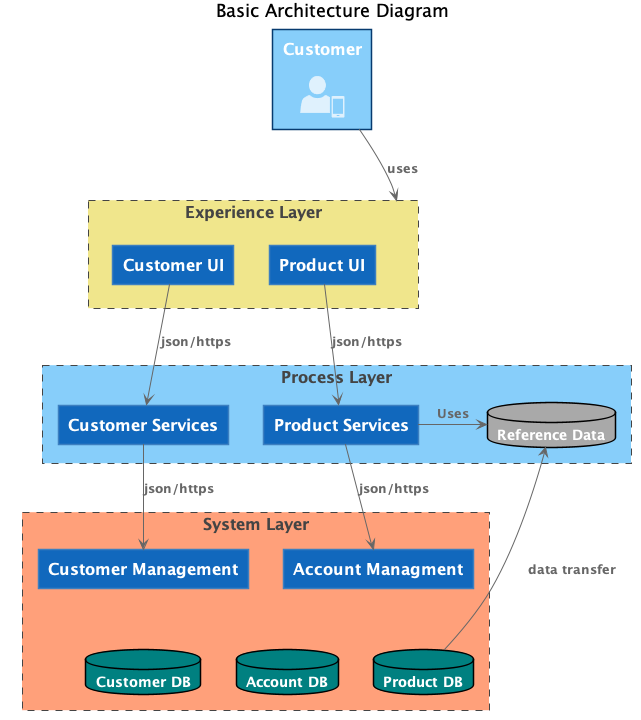 Basic Architecture Diagram
Customer
uses
Experience Layer
Customer UI
Product UI
json/https
json/https
Process Layer
Customer Services
Product Services
Uses
Reference Data
json/https
json/https
System Layer
Customer Management
Account Managment
data transfer
Customer DB
Account DB
Product DB